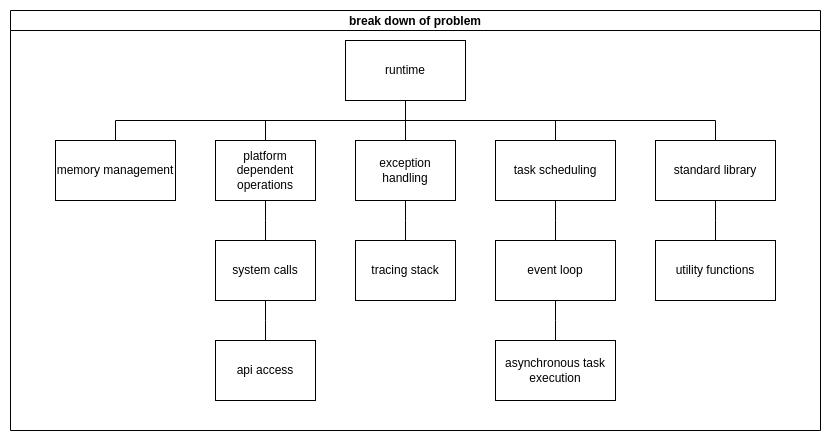 break down of problem
runtime
memory management
platform
dependent
operations
exception
handling
task scheduling
standard library
system calls
tracing stack
event loop
utility functions
api access
asynchronous task
execution